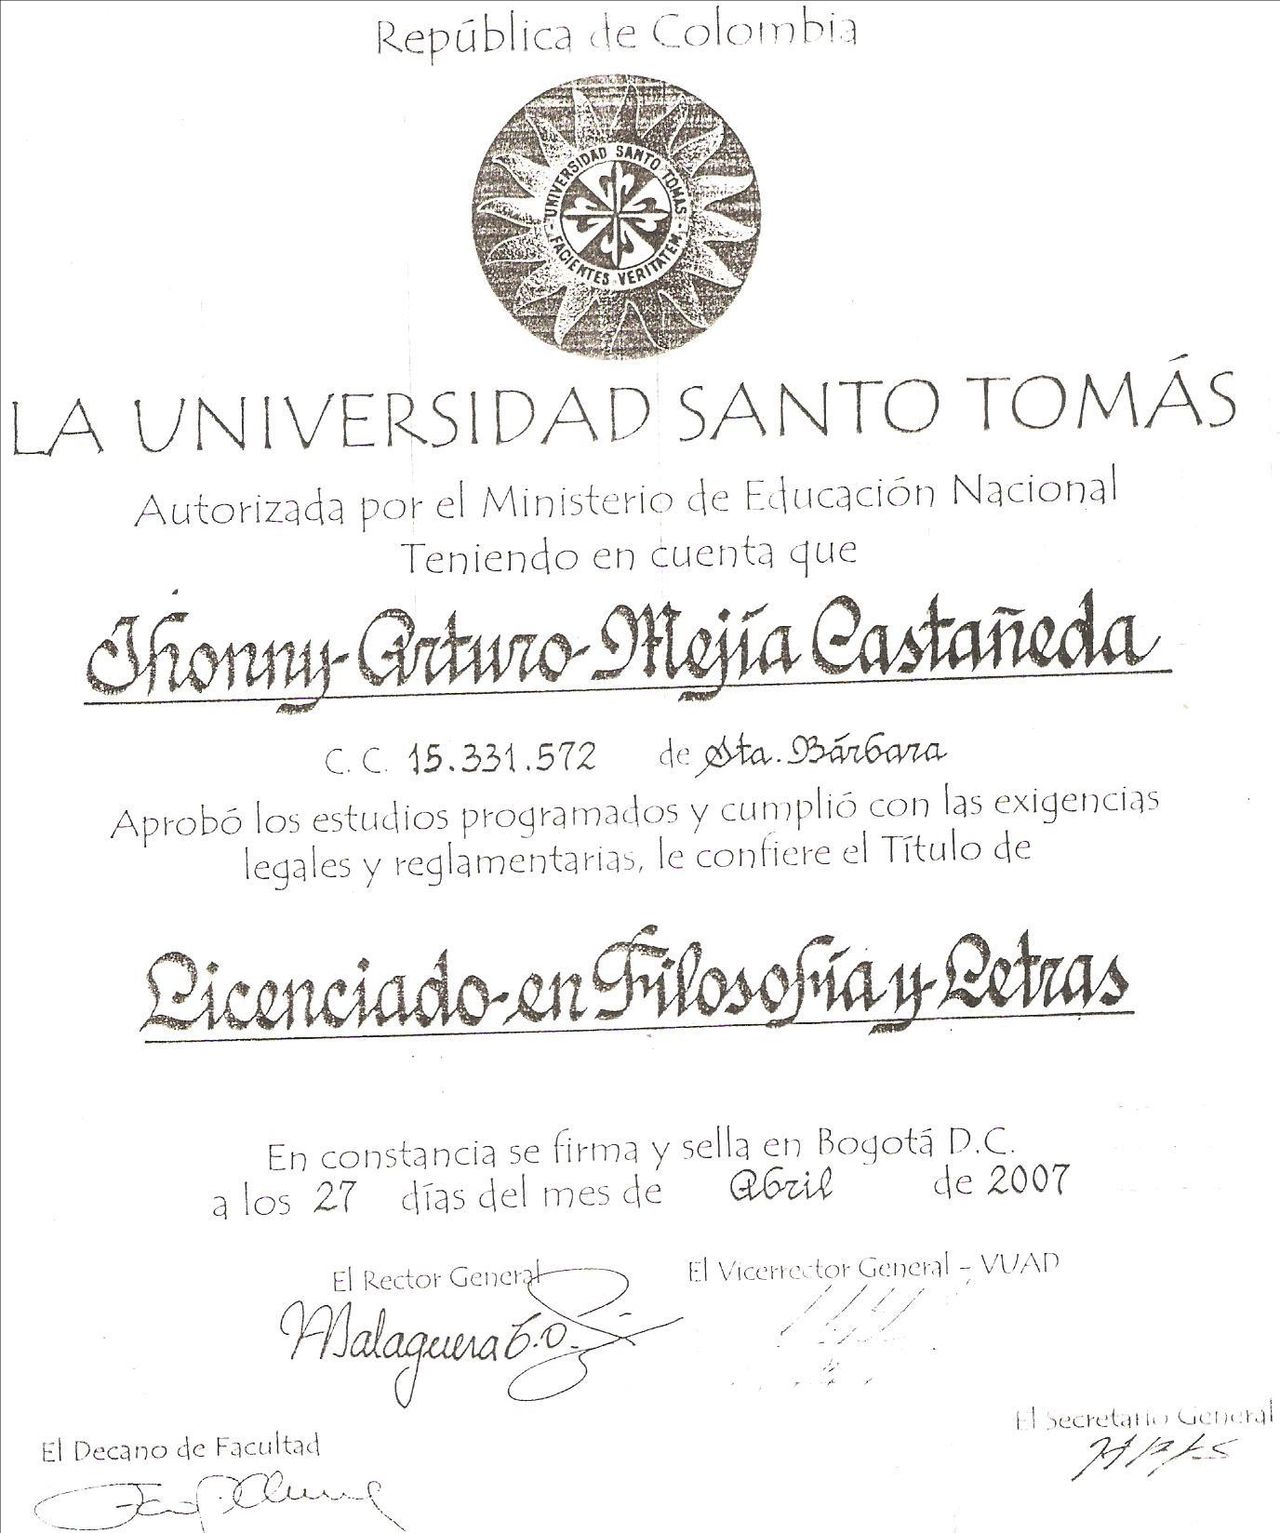 República de Colombia
UNIVERSIDAD SANTO TOMAS
- FACIENTES VERITATEM -
LA UNIVERSIDAD SANTO TOMÁS
Autorizada por el Ministerio de Educación Nacional
Teniendo en cuenta que
Jhonny Arturo Mejía Castañeda
C. C. 15.331.572 de Sta. Bárbara
Aprobó los estudios programados y cumplió con las exigencias
legales y reglamentarias, le confiere el Título de
Licenciado en Filosofía y Letras
En constancia se firma y sella en Bogotá D.C.
a los 27 días del mes de Abril de 2007
El Rector General El Vicerrector General - VUAD
Malaguera
El Secretario General
El Decano de Facultad